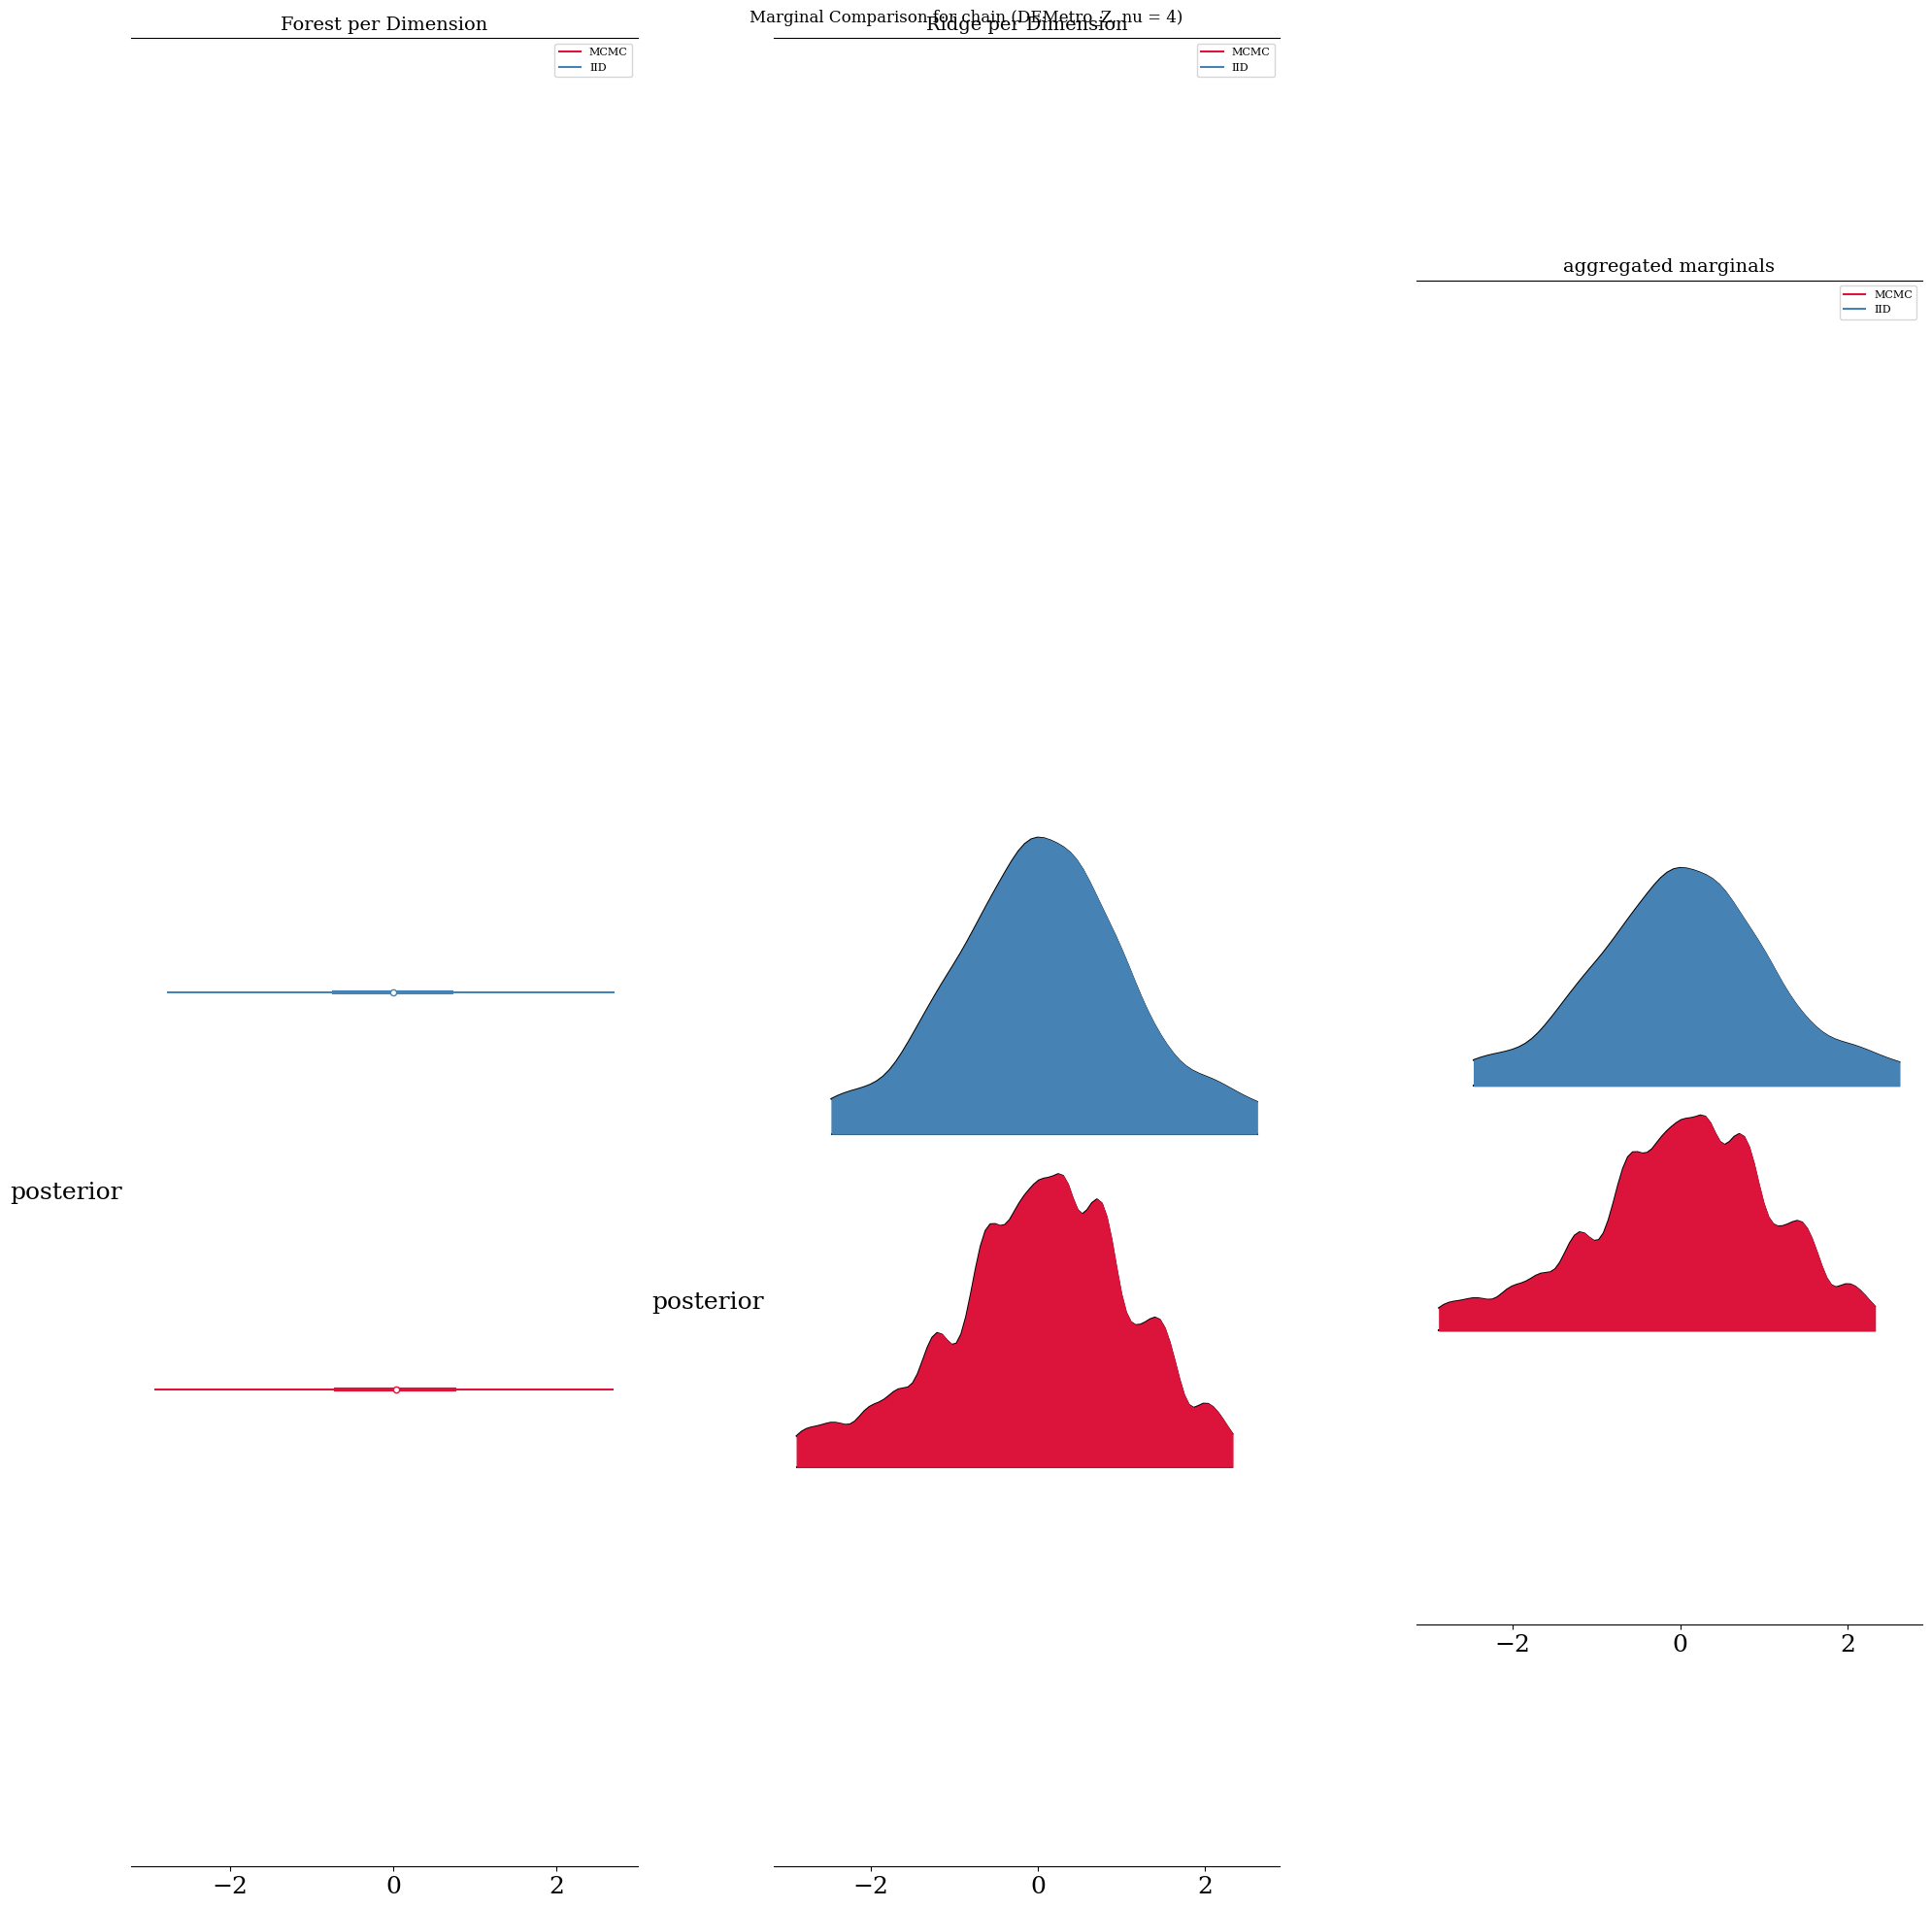 Marginal Comparison for chain (DEMetro_Z, nu = 4)
Forest per Dimension
Ridge per Dimension
MCMC
IID
MCMC
IID
aggregated marginals
MCMC
IID
posterior
posterior
−2 0 2
−2 0 2
−2 0 2